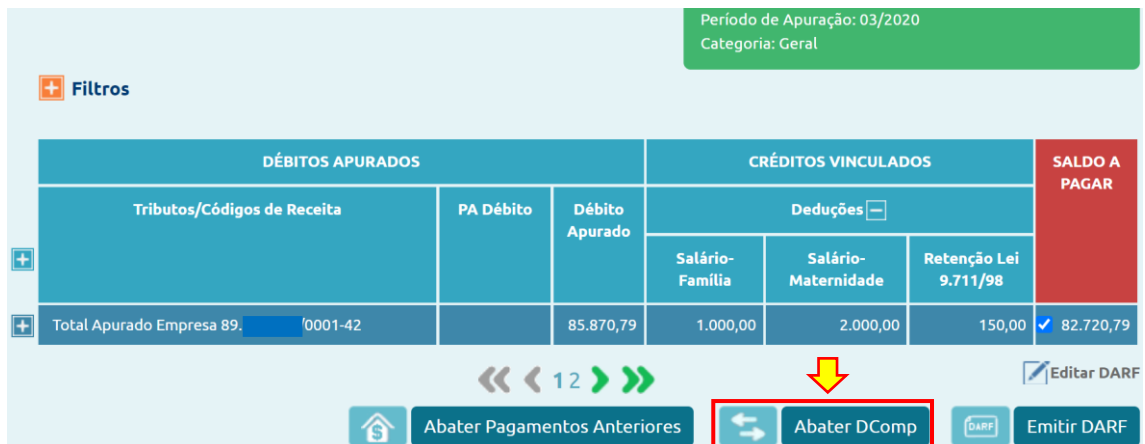 Período de Apuração: 03/2020
Categoria: Geral
Filtros
DÉBITOS APURADOS
CRÉDITOS VINCULADOS
SALDO A
PAGAR
Tributos/Códigos de Receita
PA Débito
Débito
Apurado
Deduções
Salário-
Família
Salário-
Maternidade
Retenção Lei
9.711/98
Total Apurado Empresa 89. /0001-42
85.870,79
1.000,00
2.000,00
150,00
82.720,79
1 2
Editar DARF
Abater Pagamentos Anteriores
Abater DComp
DARF
Emitir DARF